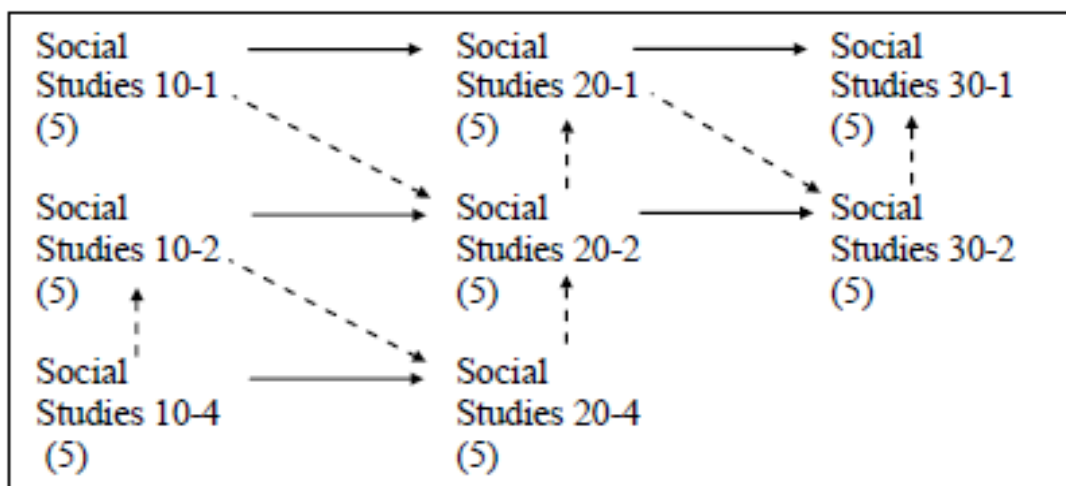 Social
Studies 10-1
(5)
Social
Studies 20-1
(5)
Social
Studies 30-1
(5)
Social
Studies 10-2
(5)
Social
Studies 20-2
(5)
Social
Studies 30-2
(5)
Social
Studies 10-4
(5)
Social
Studies 20-4
(5)